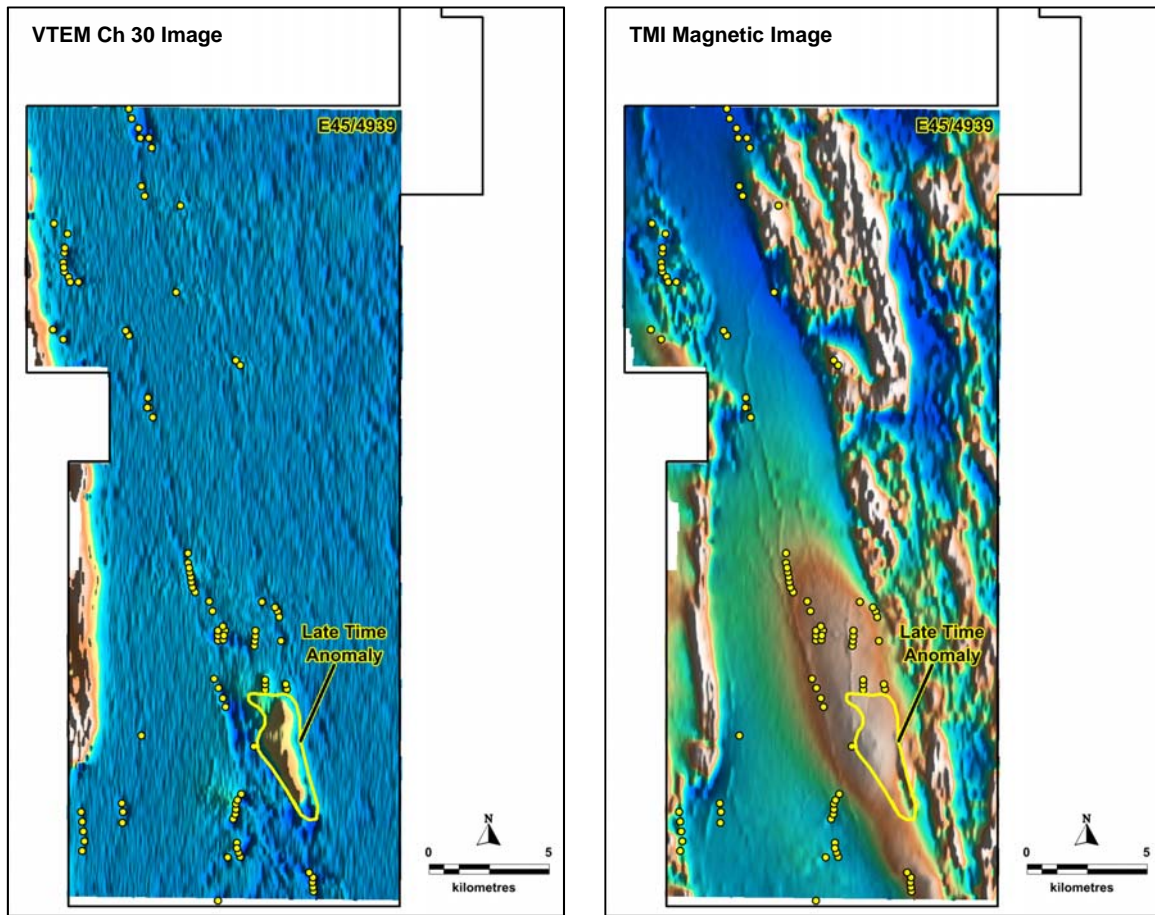 VTEM Ch 30 Image
E45/4939
Late Time
Anomaly
N
0 5
kilometres
TMI Magnetic Image
E45/4939
Late Time
Anomaly
N
0 5
kilometres